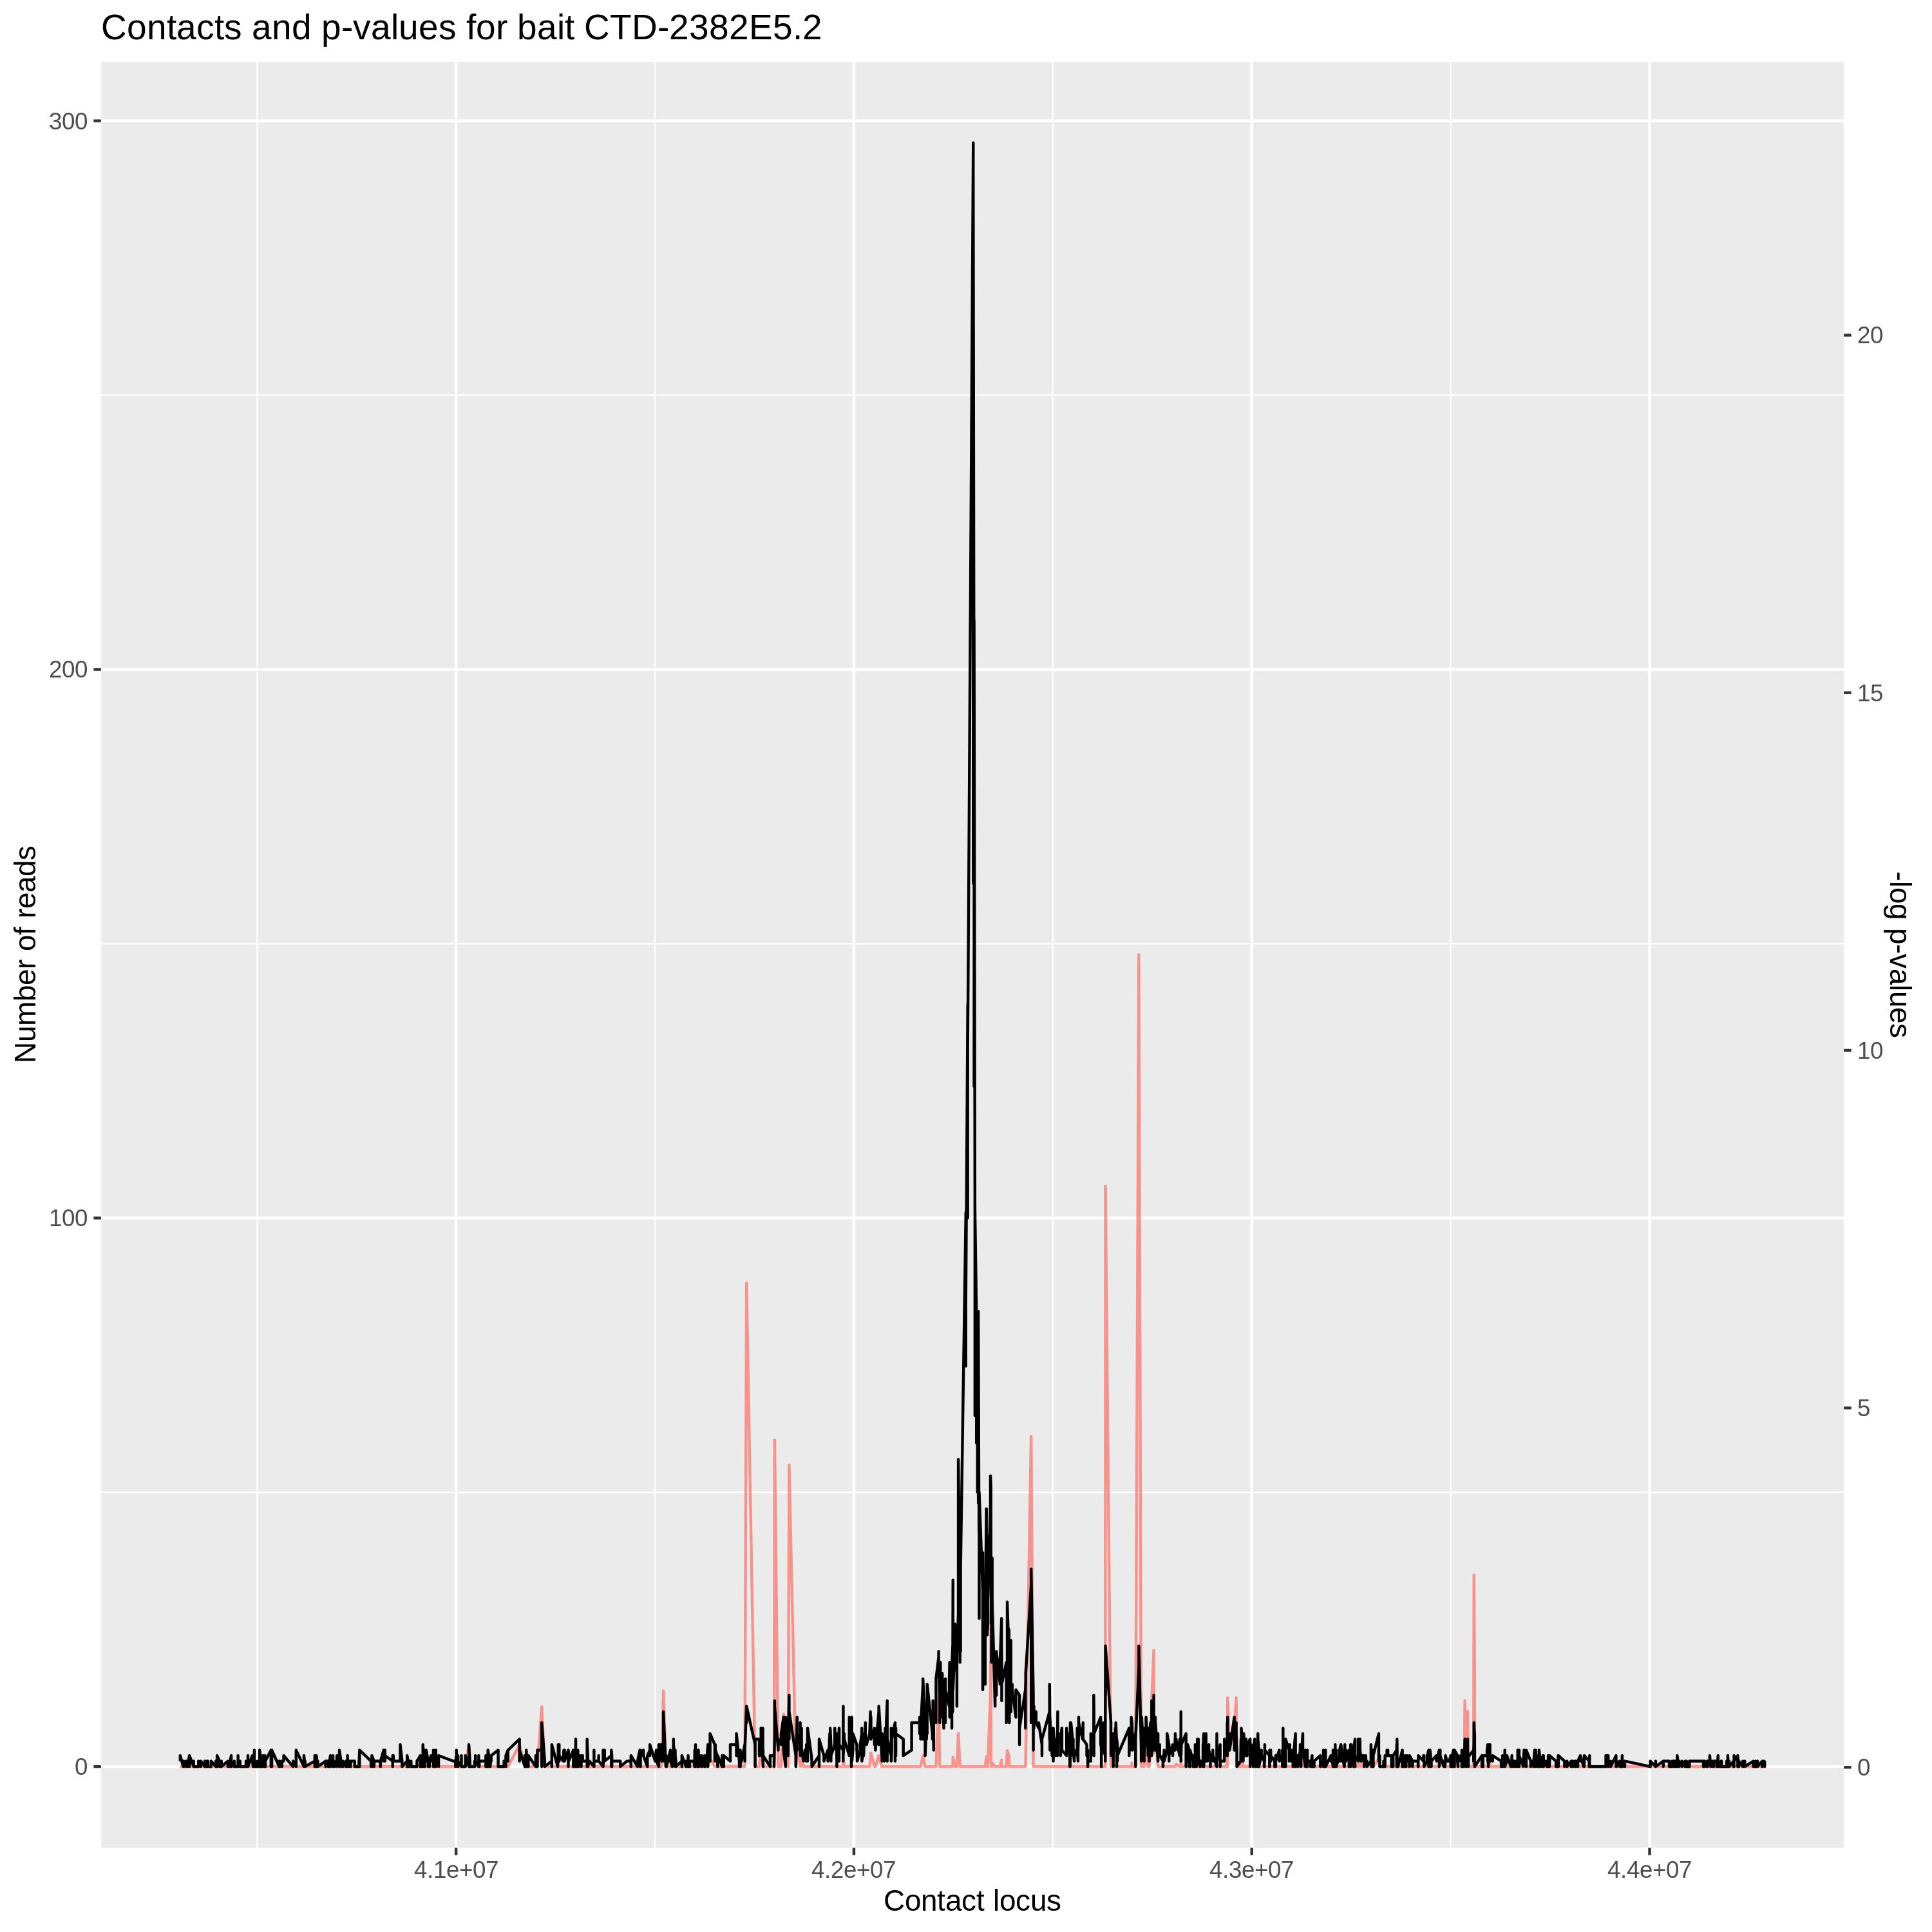 Contacts and p-values for bait CTD-2382E5.2
300
200
100
0
Number of reads
20
15
10
5
0
-log p-values
4.1e+07
4.2e+07
4.3e+07
4.4e+07
Contact locus